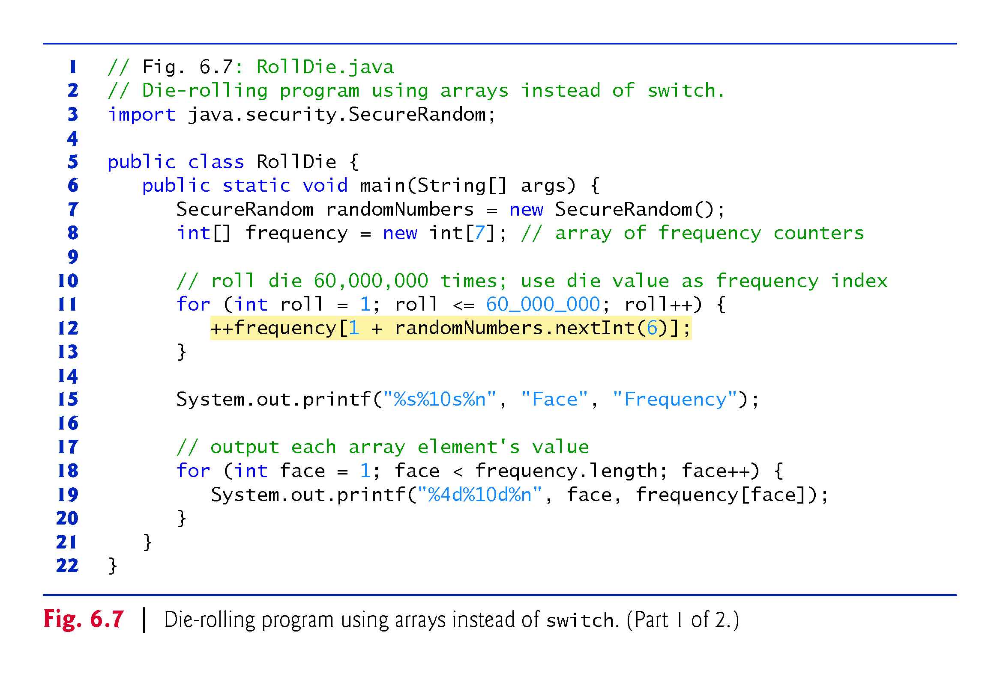 1 // Fig. 6.7: RollDie.java
2 // Die-rolling program using arrays instead of switch.
3 import java.security.SecureRandom;
4
5 public class RollDie {
6 public static void main(String[] args) {
7 SecureRandom randomNumbers = new SecureRandom();
8 int[] frequency = new int[7]; // array of frequency counters
9
10 // roll die 60,000,000 times; use die value as frequency index
11 for (int roll = 1; roll <= 60_000_000; roll++) {
12 ++frequency[1 + randomNumbers.nextInt(6)];
13 }
14
15 System.out.printf("%s%10s%n", "Face", "Frequency");
16
17 // output each array element's value
18 for (int face = 1; face < frequency.length; face++) {
19 System.out.printf("%4d%10d%n", face, frequency[face]);
20 }
21 }
22 }
Fig. 6.7 | Die-rolling program using arrays instead of switch. (Part 1 of 2.)